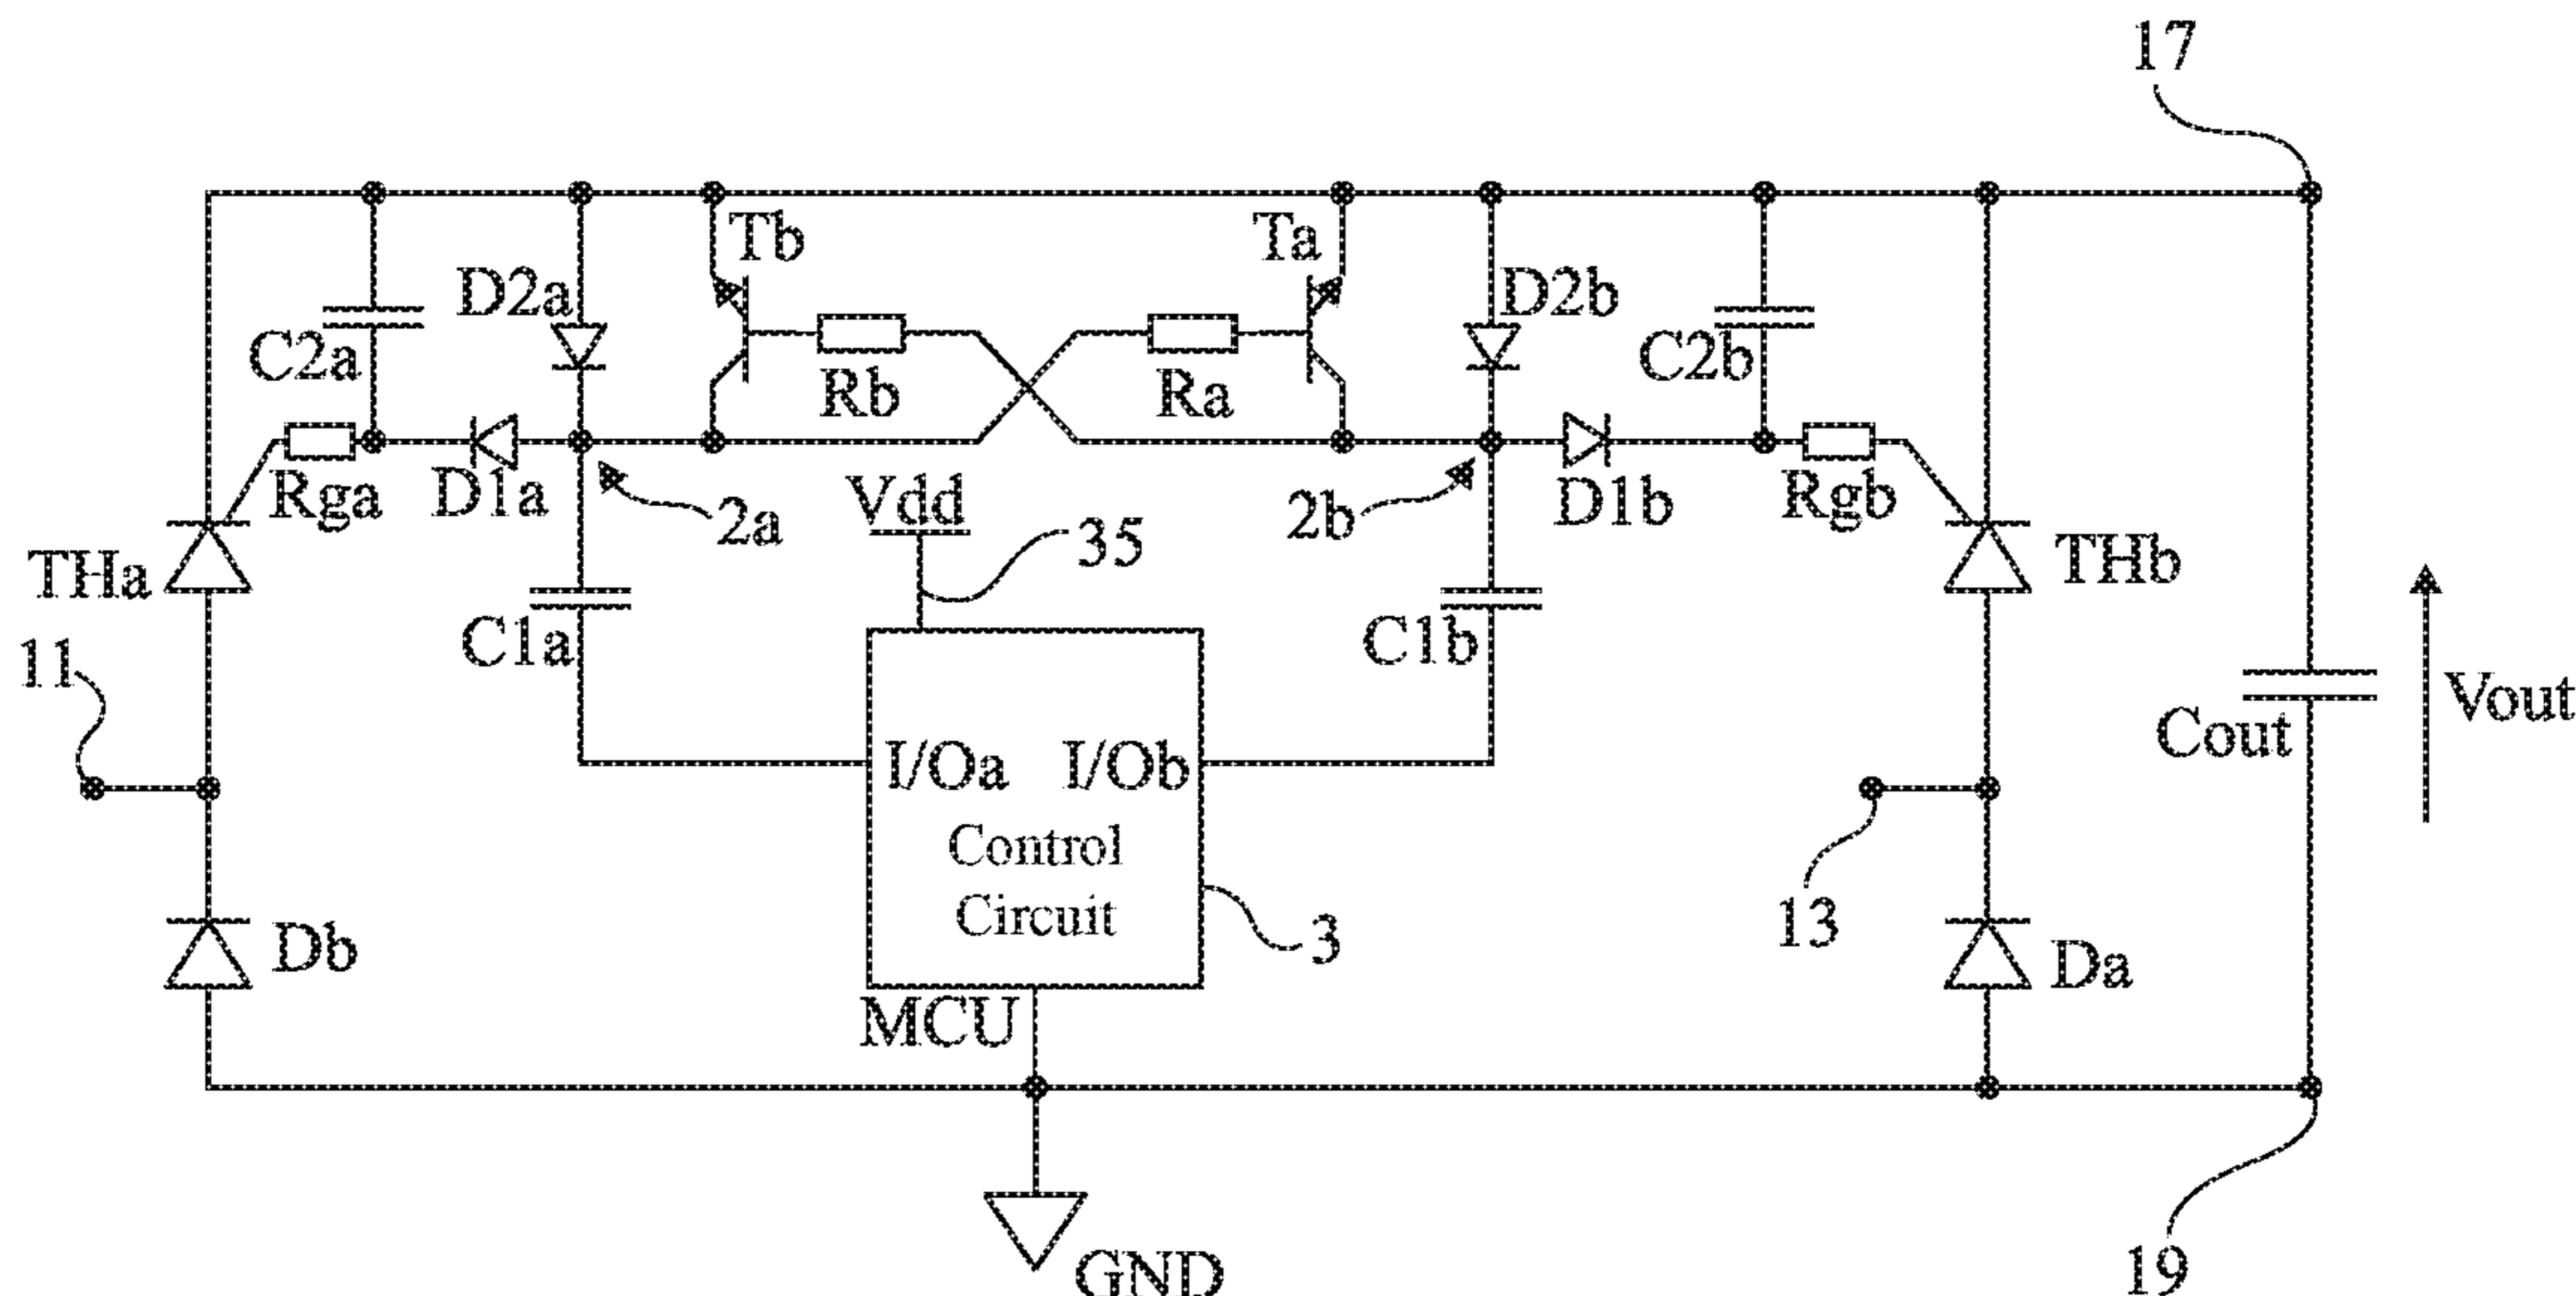 17
Tb
Ta
D2a
D2b
C2a
Rb
Ra
C2b
Rga
D1a
2a
Vdd
35
2b
D1b
Rgb
THa
THb
11
C1a
C1b
Vout
Cout
I/Oa
I/Ob
Control
Circuit
13
3
Db
Da
MCU
GND
19